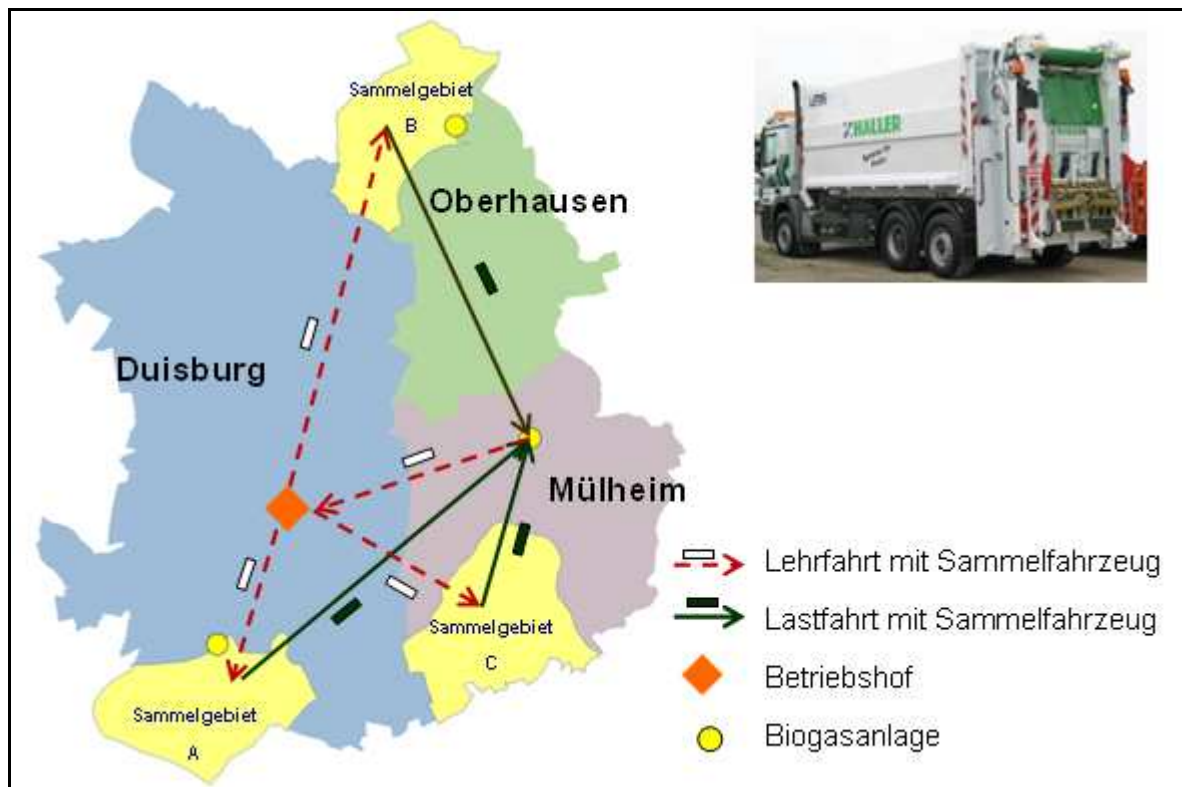 Sammelgebiet
B
HALLER
Oberhausen
Duisburg
Mülheim
Lehrfahrt mit Sammelfahrzeug
Lastfahrt mit Sammelfahrzeug
Sammelgebiet
C
Betriebshof
Sammelgebiet
A
Biogasanlage